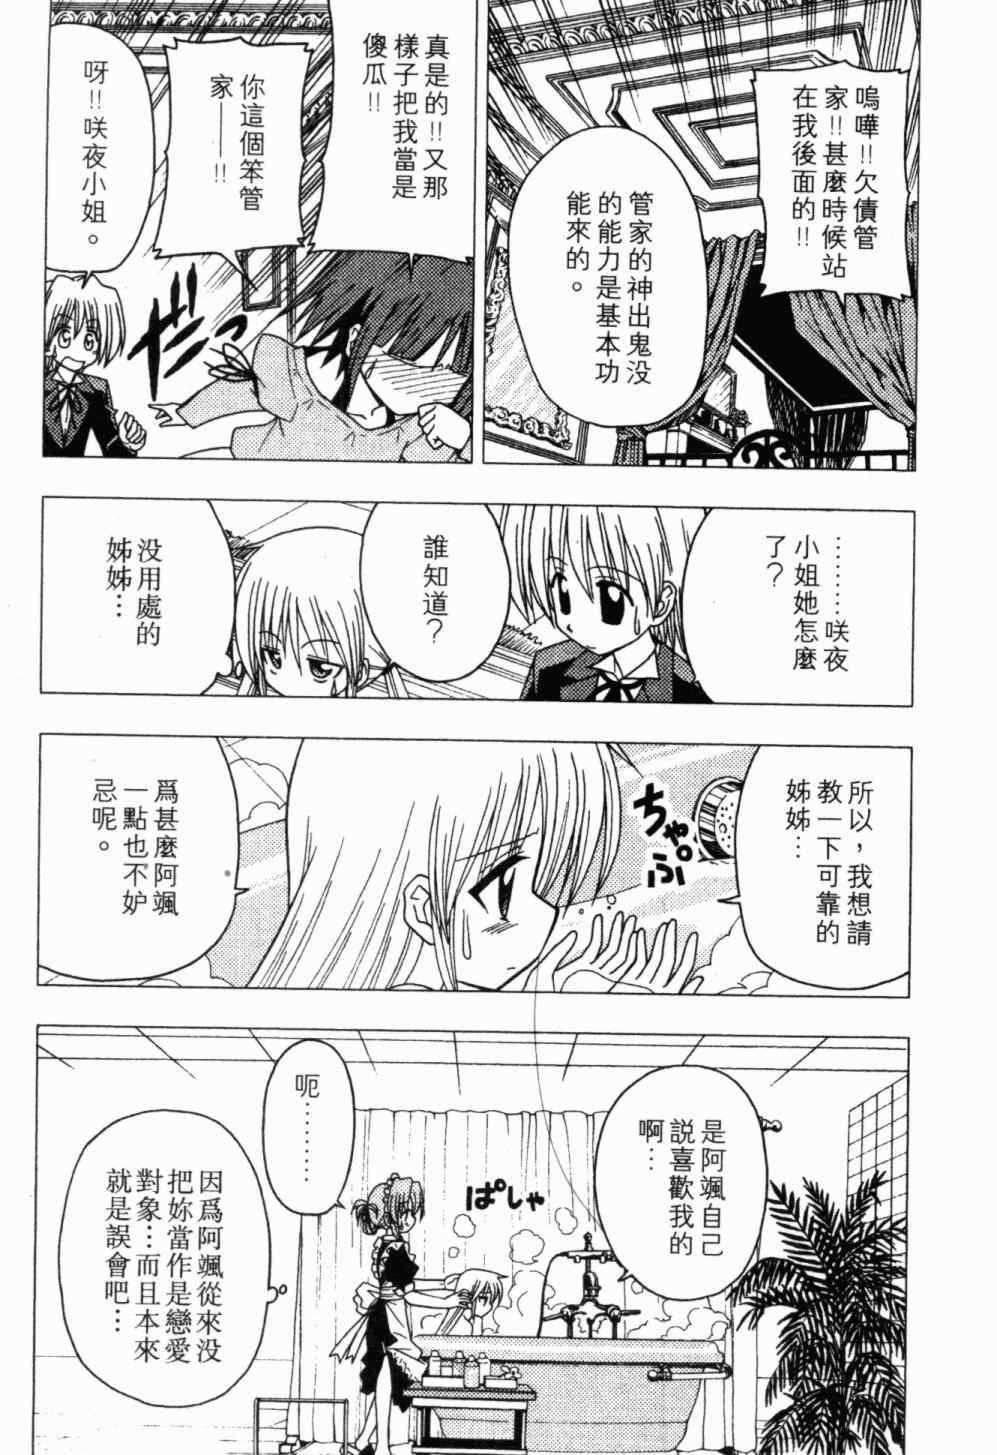 嗚嘩!!欠債管
家!!甚麼時候站
在我後面的!!
管家的神出鬼没
的能力是基本功
能來的。
真是的!!又那
樣子把我當是
傻瓜!!
你這個笨管
家——!!
呀!!咲夜小姐。
だっ
………咲夜
小姐她怎麼
了?
誰知道?
没用處的
姊姊…
所以，我想請
教一下可靠的
姊姊…
ちゃぷ
爲甚麼阿颯
一點也不妒
忌呢。
是阿颯自己
説喜歡我的
啊…
呃………
ぱしゃ
因爲阿颯從來没
把妳當作是戀愛
對象…而且本來
就是誤會吧…